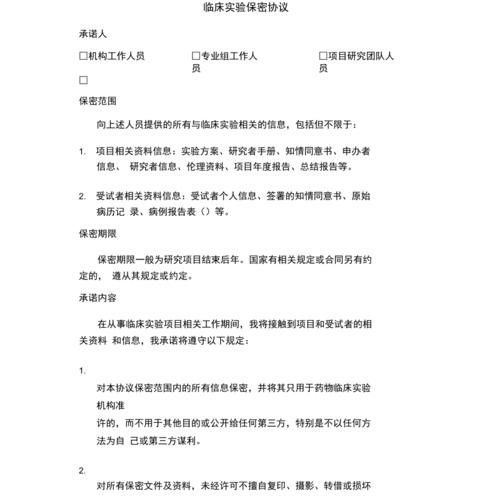 临床实验保密协议
承诺人
□机构工作人员 □专业组工作人员 □项目研究团队人员
□
保密范围
向上述人员提供的所有与临床实验相关的信息，包括但不限于：
1. 项目相关资料信息：实验方案、研究者手册、知情同意书、申办者
信息、 研究者信息、伦理资料、项目年度报告、总结报告等。
2. 受试者相关资料信息：受试者个人信息、签署的知情同意书、原始
病历记 录、病例报告表（）等。
保密期限
保密期限一般为研究项目结束后年。国家有相关规定或合同另有约
定的， 遵从其规定或约定。
承诺内容
在从事临床实验项目相关工作期间，我将接触到项目和受试者的相
关资料 和信息，我承诺将遵守以下规定：
1.
对本协议保密范围内的所有信息保密，并将其只用于药物临床实验
机构准
许的，而不用于其他目的或公开给任何第三方，特别是不以任何方
法为自 己或第三方谋利。
2.
对所有保密文件及资料，未经许可不擅自复印、摄影、转借或损坏